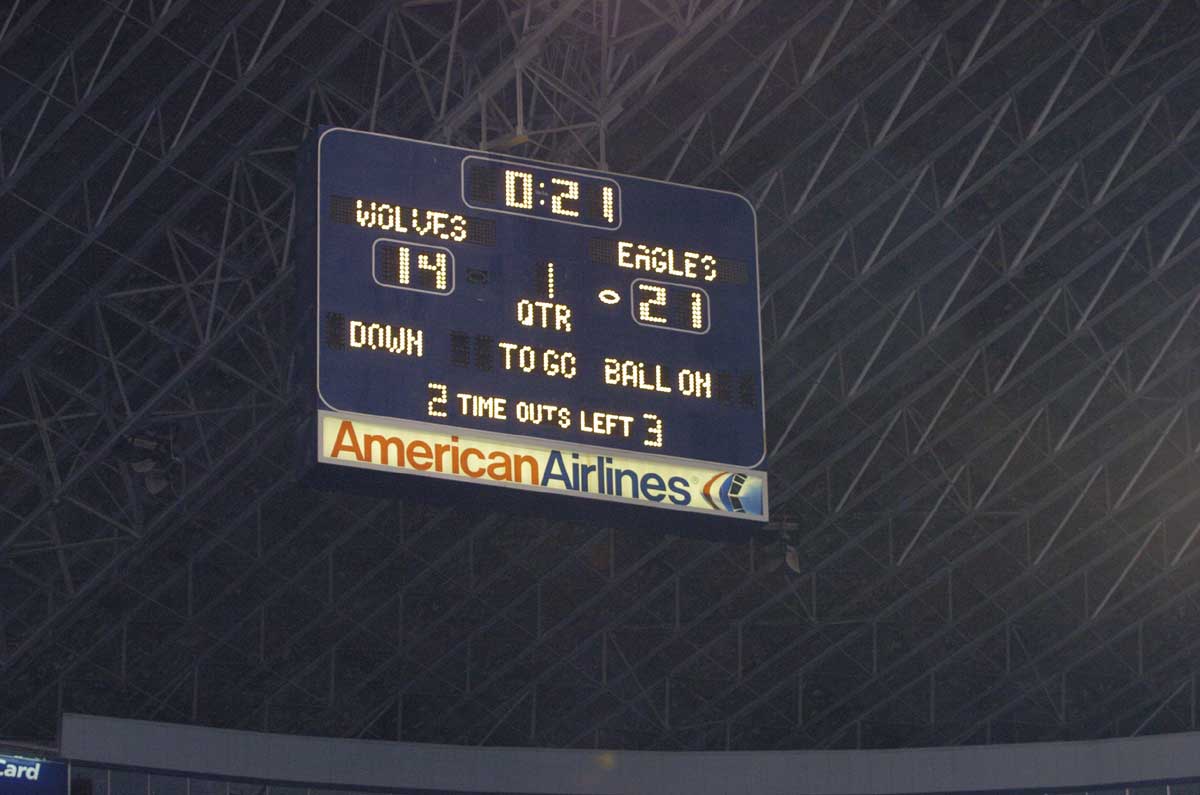 0:21
WOLVES
EAGLES
14
1
21
QTR
DOWN TO GO BALL ON
2 TIME OUTS LEFT 3
AmericanAirlines
Card